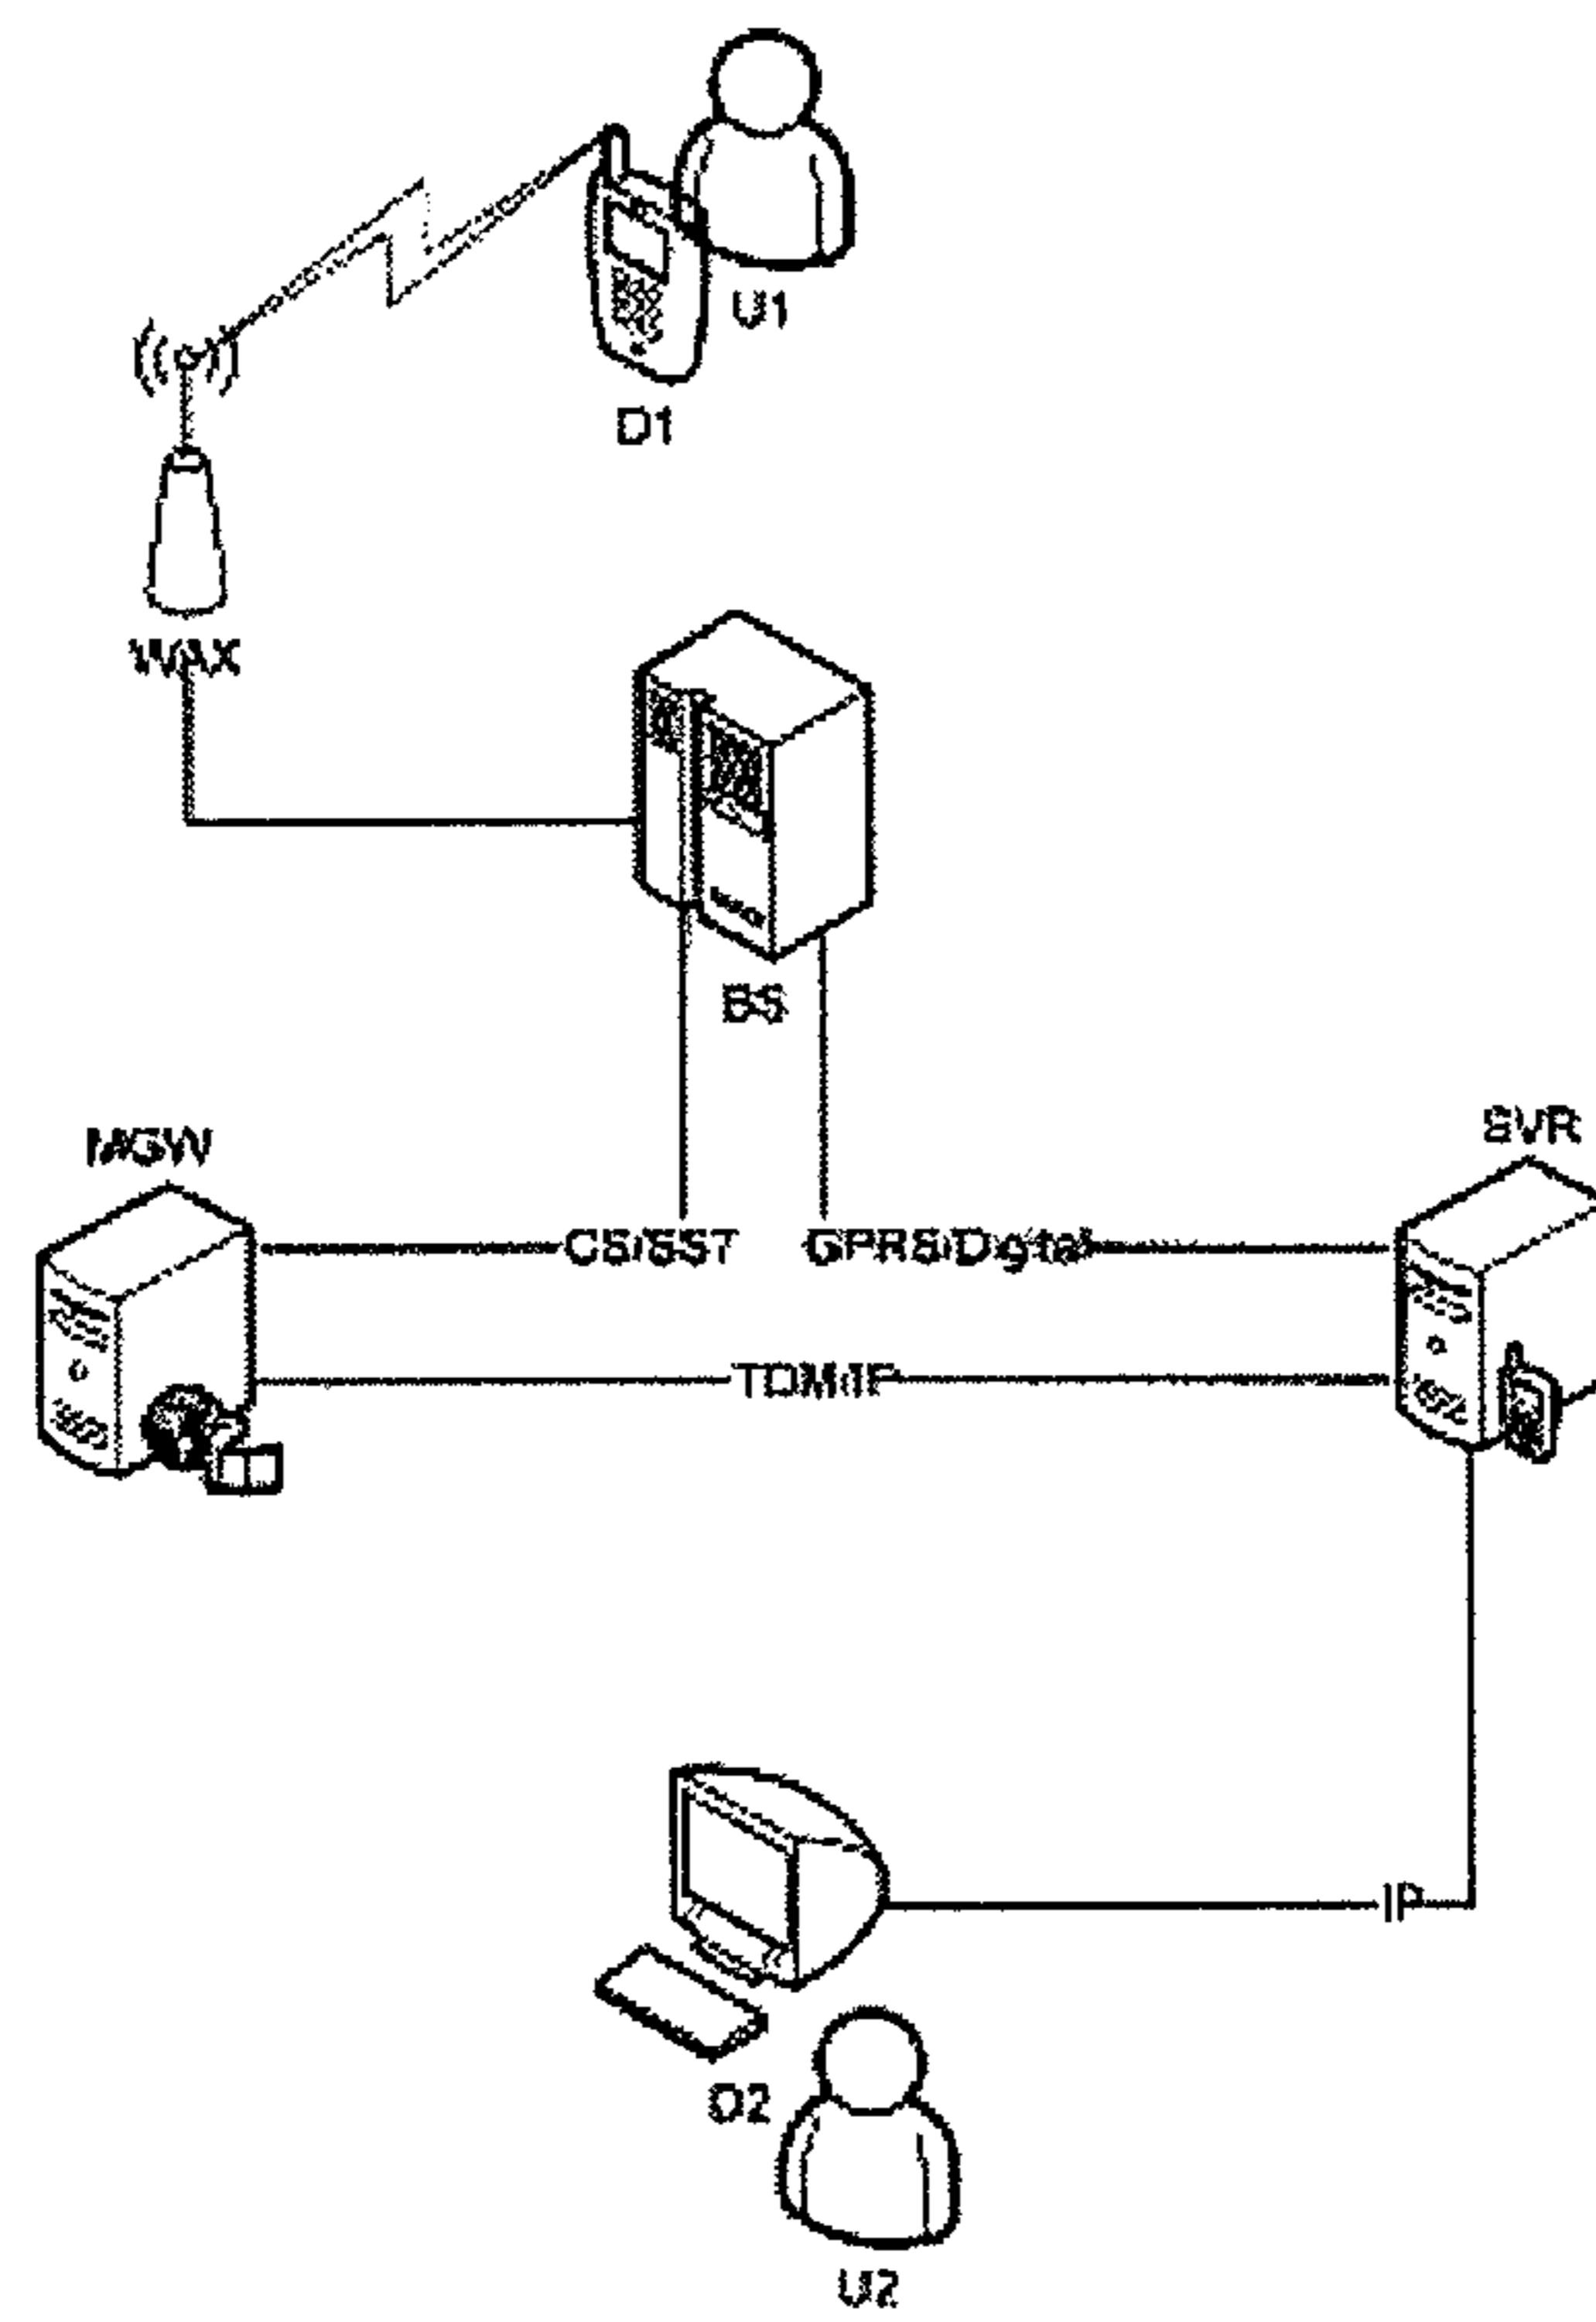 U1
D1
WAX
BS
MGW
SVR
CS/SST
GPRS/Digital
TDM/IP
IP
D2
U2